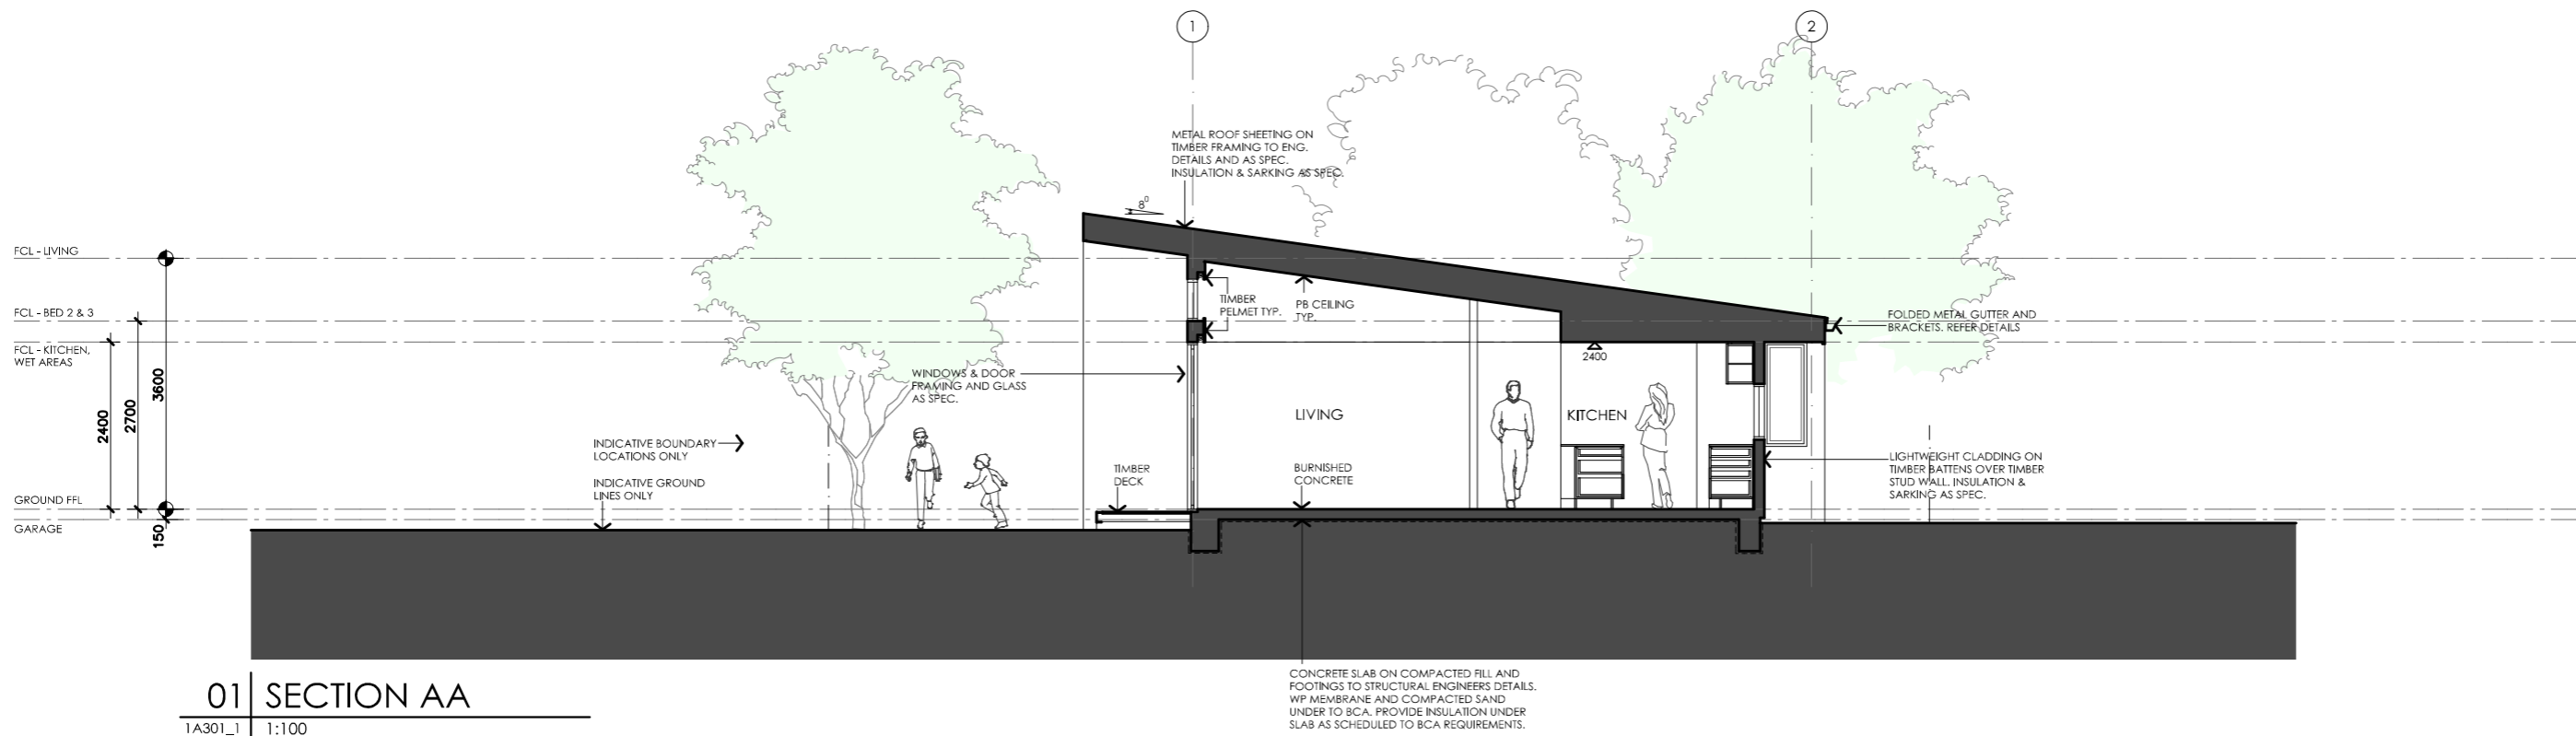 1
2
METAL ROOF SHEETING ON
TIMBER FRAMING TO ENG.
DETAILS AND AS SPEC.
INSULATION & SARKING AS SPEC.
8⁰
FCL - LIVING
FCL - BED 2 & 3
FCL - KITCHEN,
WET AREAS
2400
2700
3600
GROUND FFL
GARAGE
150
TIMBER
PELMET TYP.
PB CEILING
TYP.
FOLDED METAL GUTTER AND
BRACKETS. REFER DETAILS
2400
WINDOWS & DOOR
FRAMING AND GLASS
AS SPEC.
LIVING
KITCHEN
INDICATIVE BOUNDARY
LOCATIONS ONLY
INDICATIVE GROUND
LINES ONLY
TIMBER
DECK
BURNISHED
CONCRETE
LIGHTWEIGHT CLADDING ON
TIMBER BATTENS OVER TIMBER
STUD WALL. INSULATION &
SARKING AS SPEC.
CONCRETE SLAB ON COMPACTED FILL AND
FOOTINGS TO STRUCTURAL ENGINEERS DETAILS.
WP MEMBRANE AND COMPACTED SAND
UNDER TO BCA. PROVIDE INSULATION UNDER
SLAB AS SCHEDULED TO BCA REQUIREMENTS.
01 SECTION AA
1A301_1 1:100